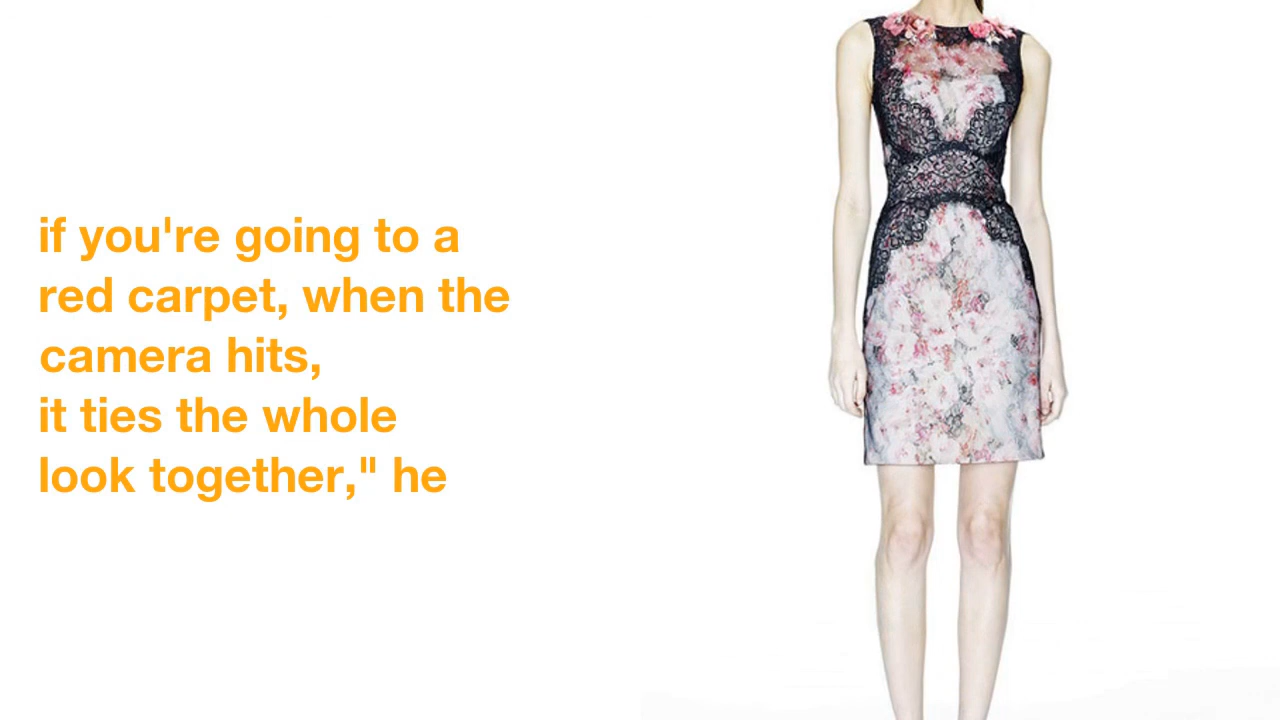 if you're going to a
red carpet, when the
camera hits,
it ties the whole
look together," he